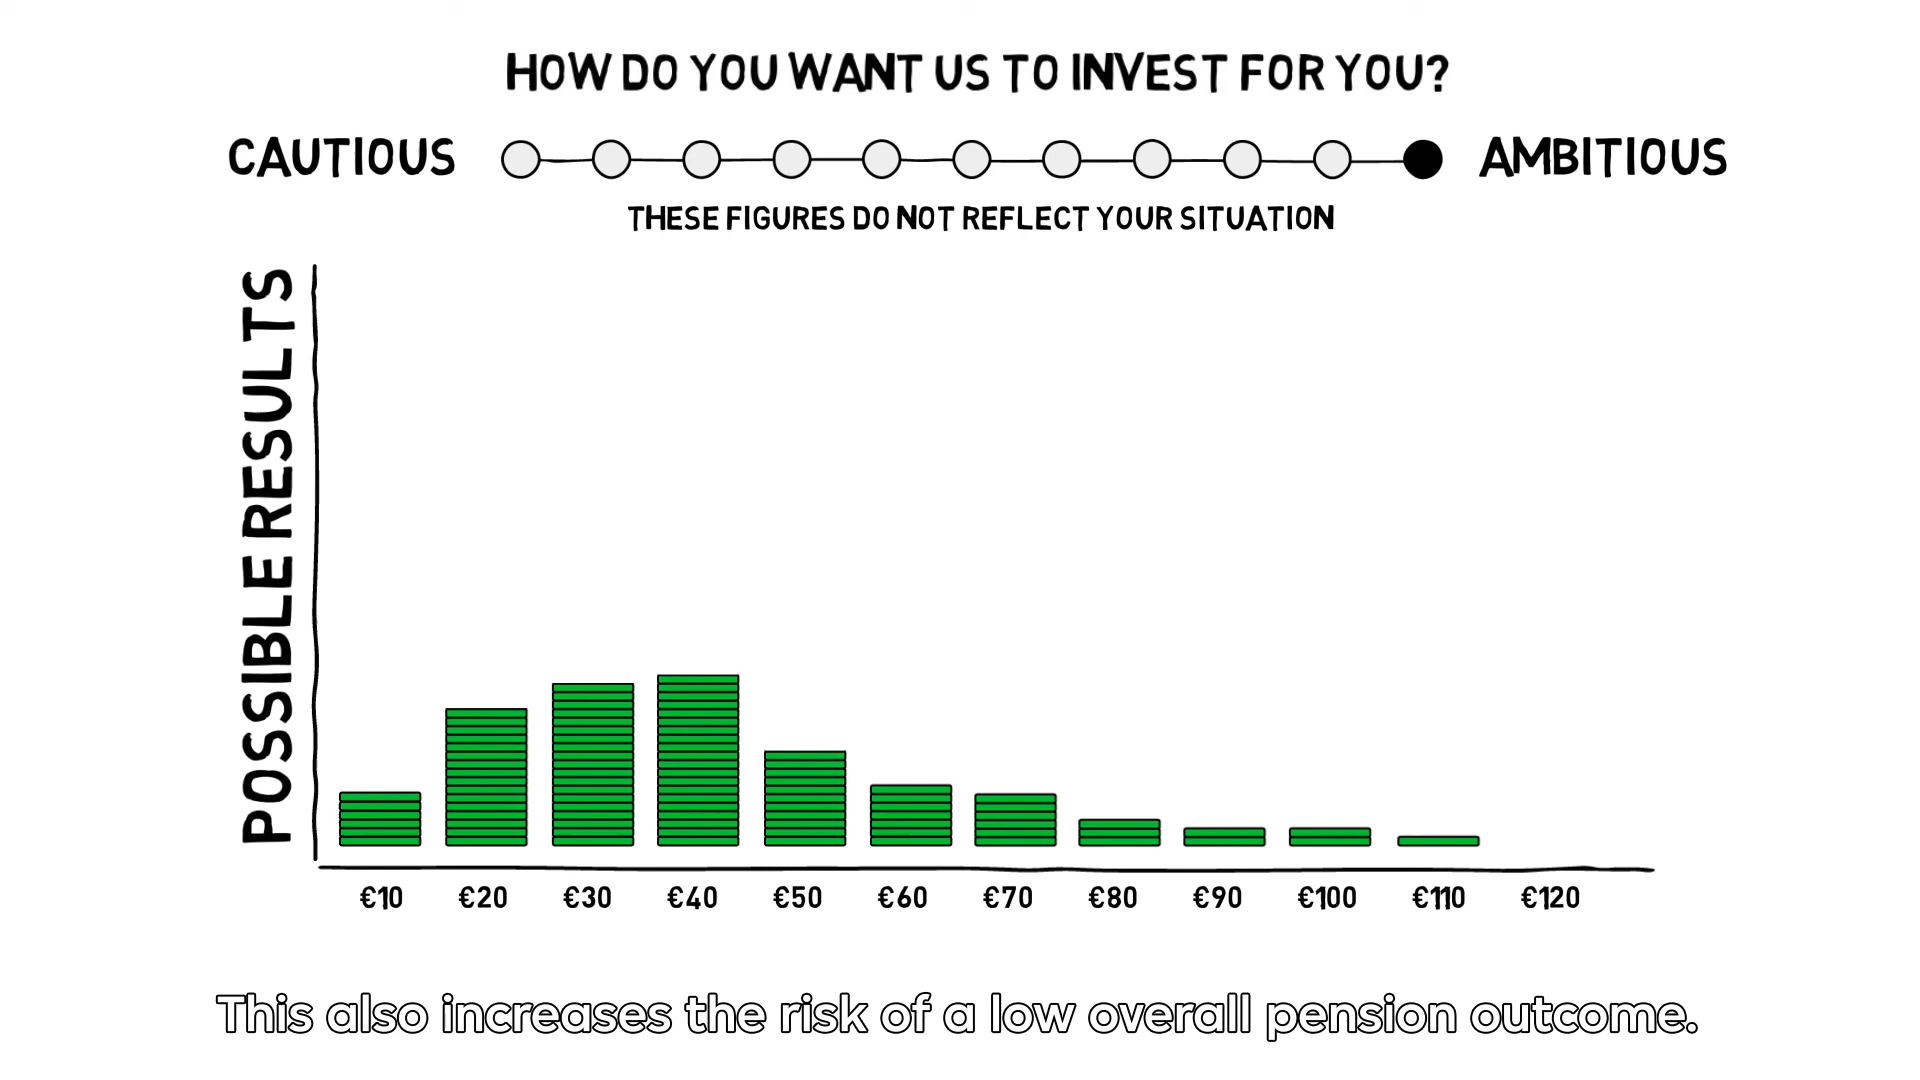 HOW DO YOU WANT US TO INVEST FOR YOU?
CAUTIOUS
AMBITIOUS
THESE FIGURES DO NOT REFLECT YOUR SITUATION
POSSIBLE RESULTS
€10 €20 €30 €40 €50 €60 €70 €80 €90 €100 €110 €120
This also increases the risk of a low overall pension outcome.